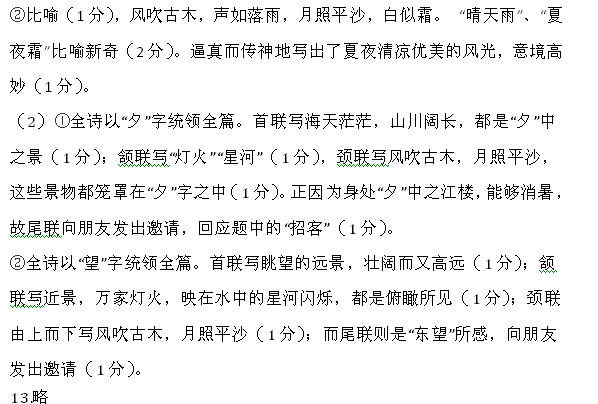 ②比喻（1分），风吹古木，声如落雨，月照平沙，白似霜。 “晴天雨”、“夏
夜霜”比喻新奇（2分）。逼真而传神地写出了夏夜清凉优美的风光，意境高
妙（1分）。
（2）①全诗以“夕”字统领全篇。首联写海天茫茫，山川阔长，都是“夕”中
之景（1分）；颔联写“灯火”“星河”（1分），颈联写风吹古木，月照平沙，
这些景物都笼罩在“夕”字之中（1分）。正因为身处“夕”中之江楼，能够消暑，
故尾联向朋友发出邀请，回应题中的“招客”（1分）。
②全诗以“望”字统领全篇。首联写眺望的远景，壮阔而又高远（1分）；颔
联写近景，万家灯火，映在水中的星河闪烁，都是俯瞰所见（1分）；颈联
由上而下写风吹古木，月照平沙（1分）；而尾联则是“东望”所感，向朋友
发出邀请（1分）。
13.略